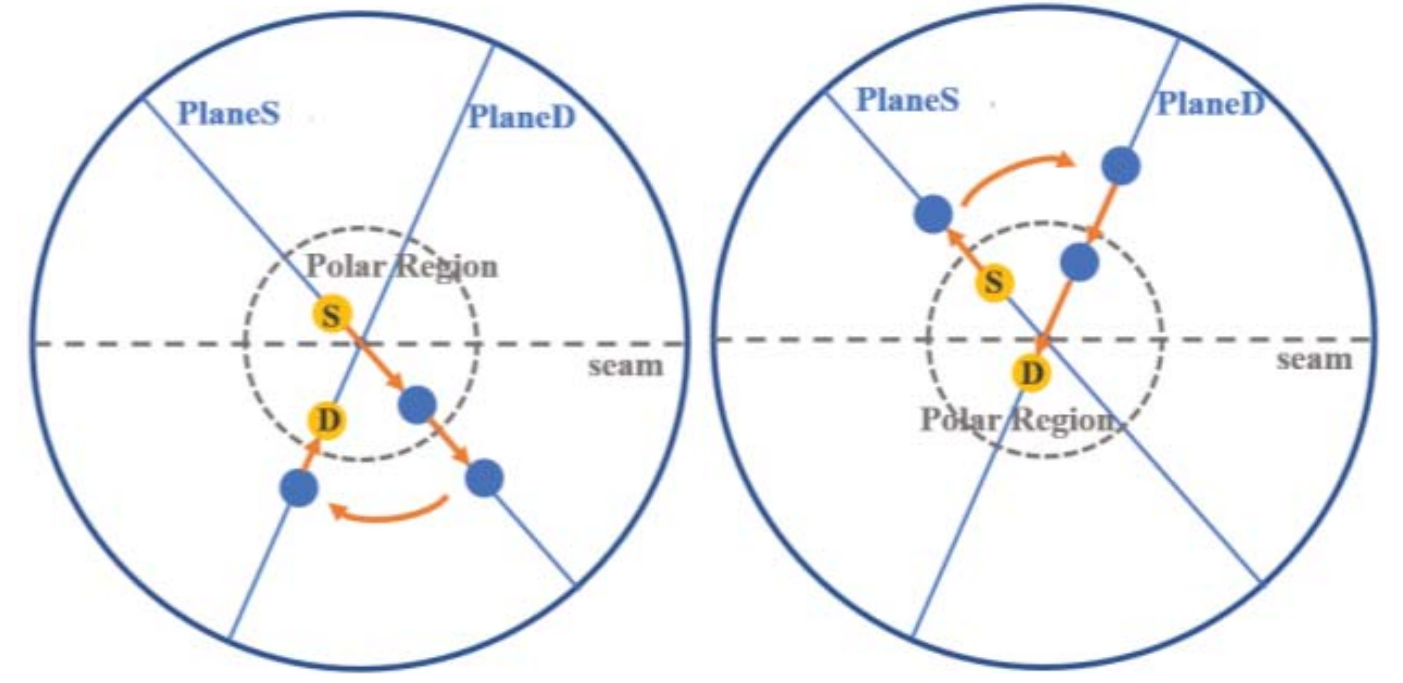 PlaneS
PlaneD
Polar Region
S
seam
D
PlaneS
PlaneD
S
seam
D
Polar Region